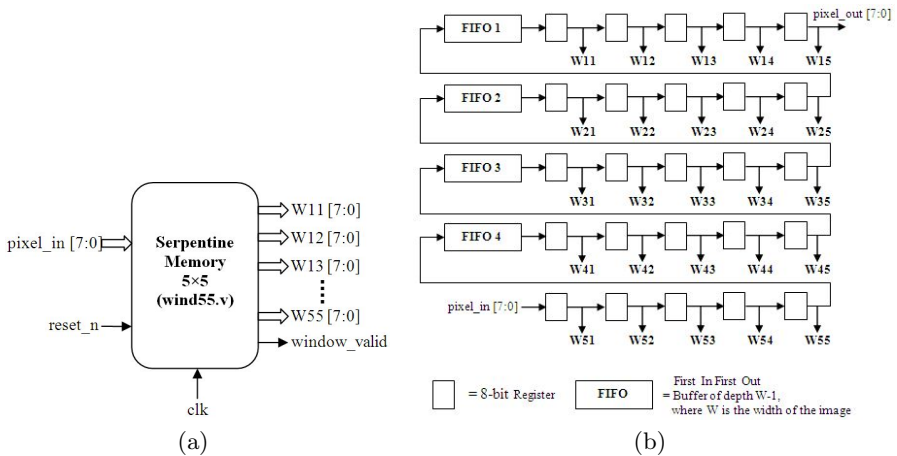 pixel_in [7:0]
reset_n
Serpentine
Memory
5×5
(wind55.v)
W11 [7:0]
W12 [7:0]
W13 [7:0]
W55 [7:0]
window_valid
clk
(a)
FIFO 1
pixel_out [7:0]
W11 W12 W13 W14 W15
FIFO 2
W21 W22 W23 W24 W25
FIFO 3
W31 W32 W33 W34 W35
FIFO 4
W41 W42 W43 W44 W45
pixel_in [7:0]
W51 W52 W53 W54 W55
= 8-bit Register
FIFO
First In First Out
= Buffer of depth W-1,
where W is the width of the image
(b)